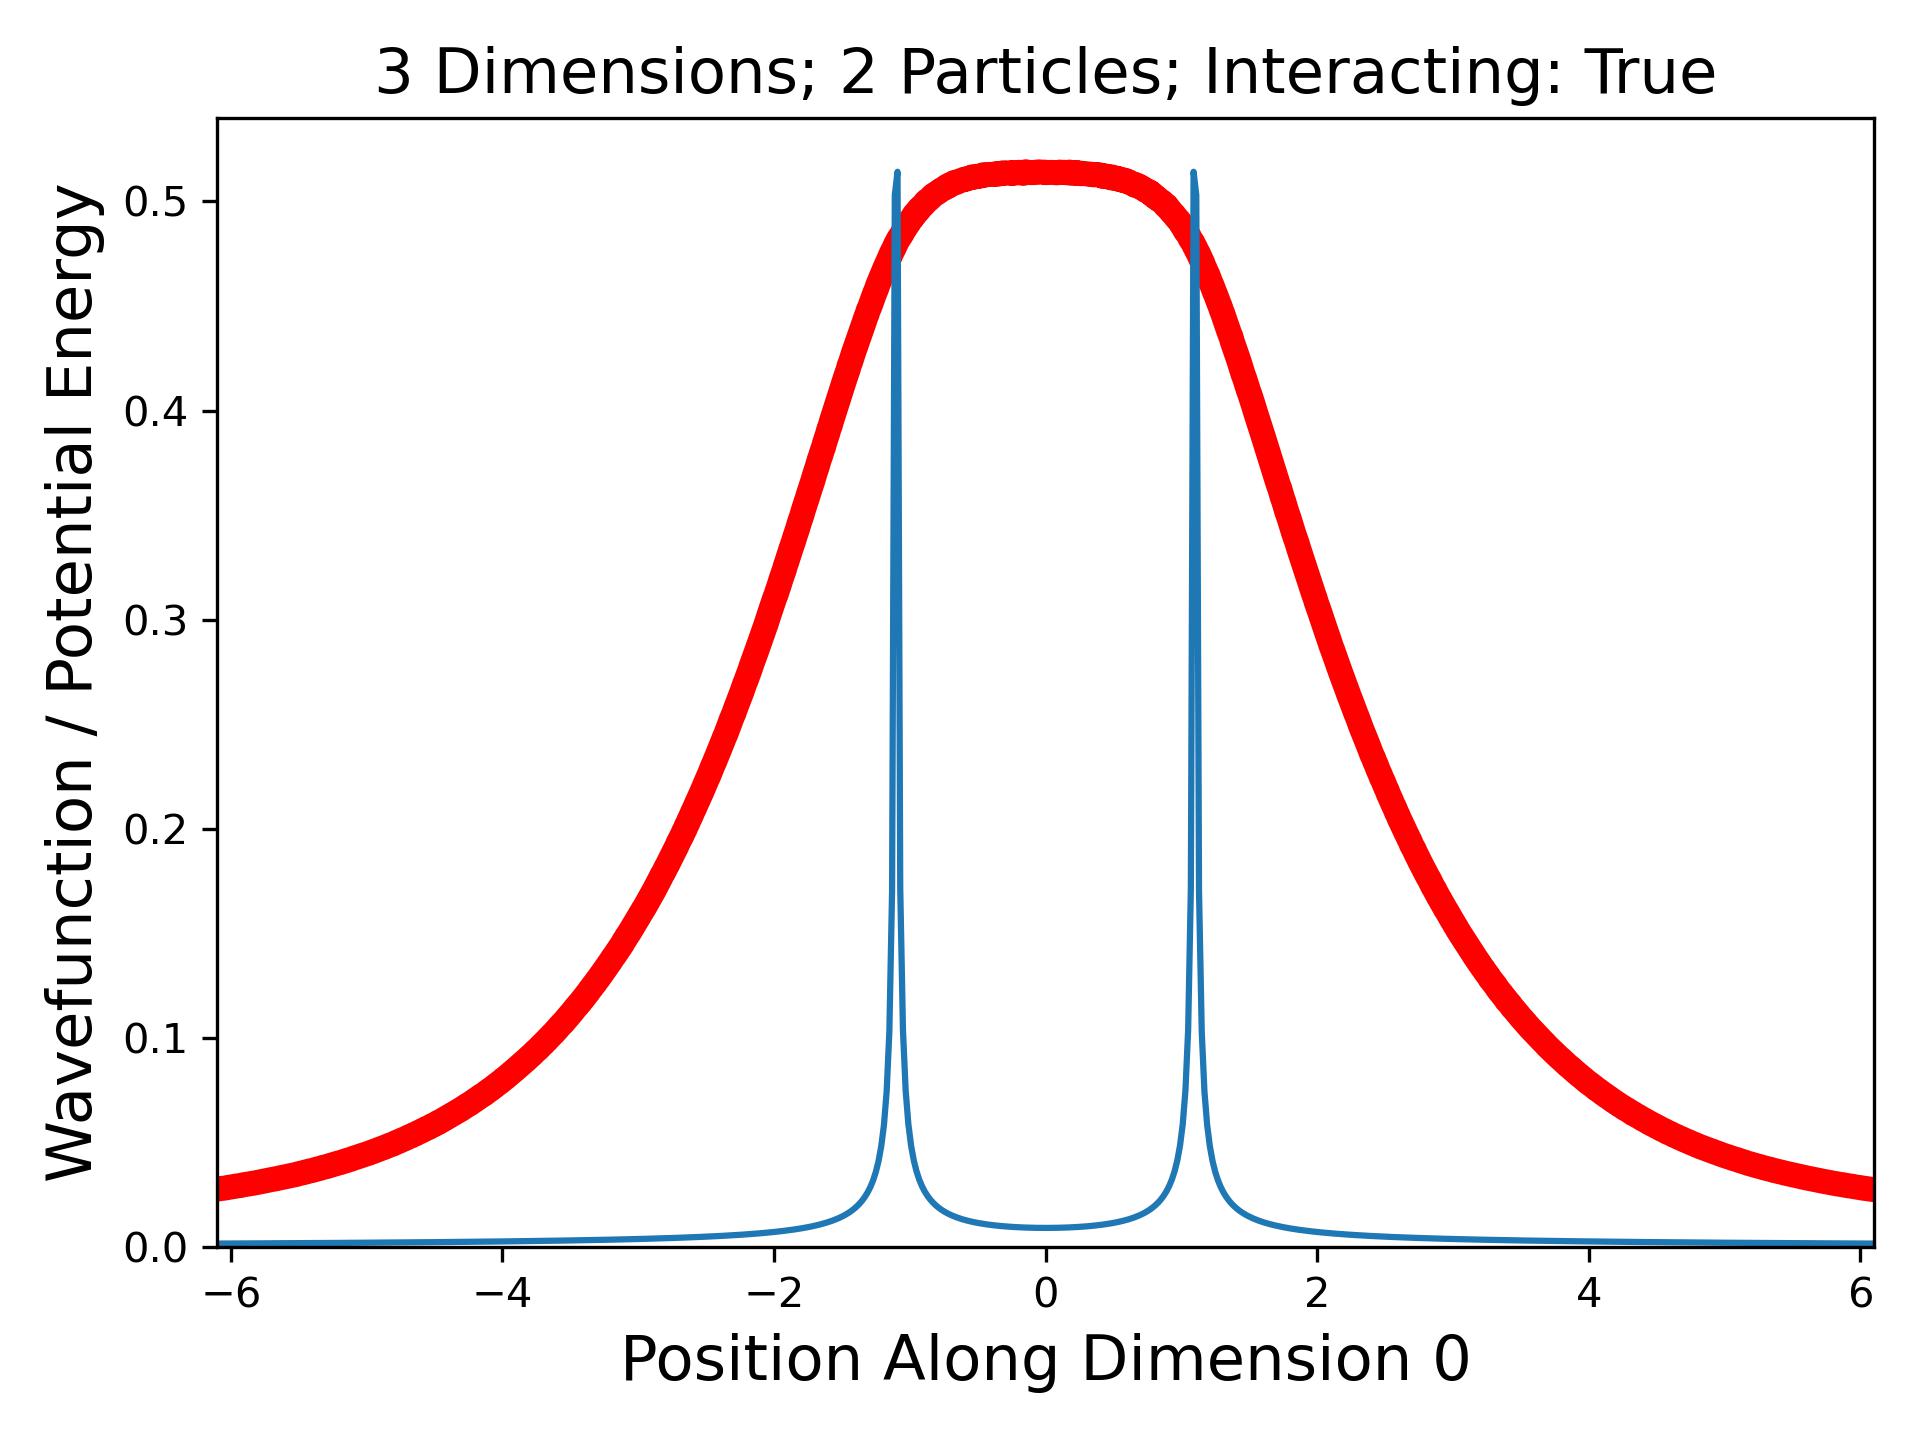 3 Dimensions; 2 Particles; Interacting: True
Wavefunction / Potential Energy
0.5
0.4
0.3
0.2
0.1
0.0
−6 −4 −2 0 2 4 6
Position Along Dimension 0